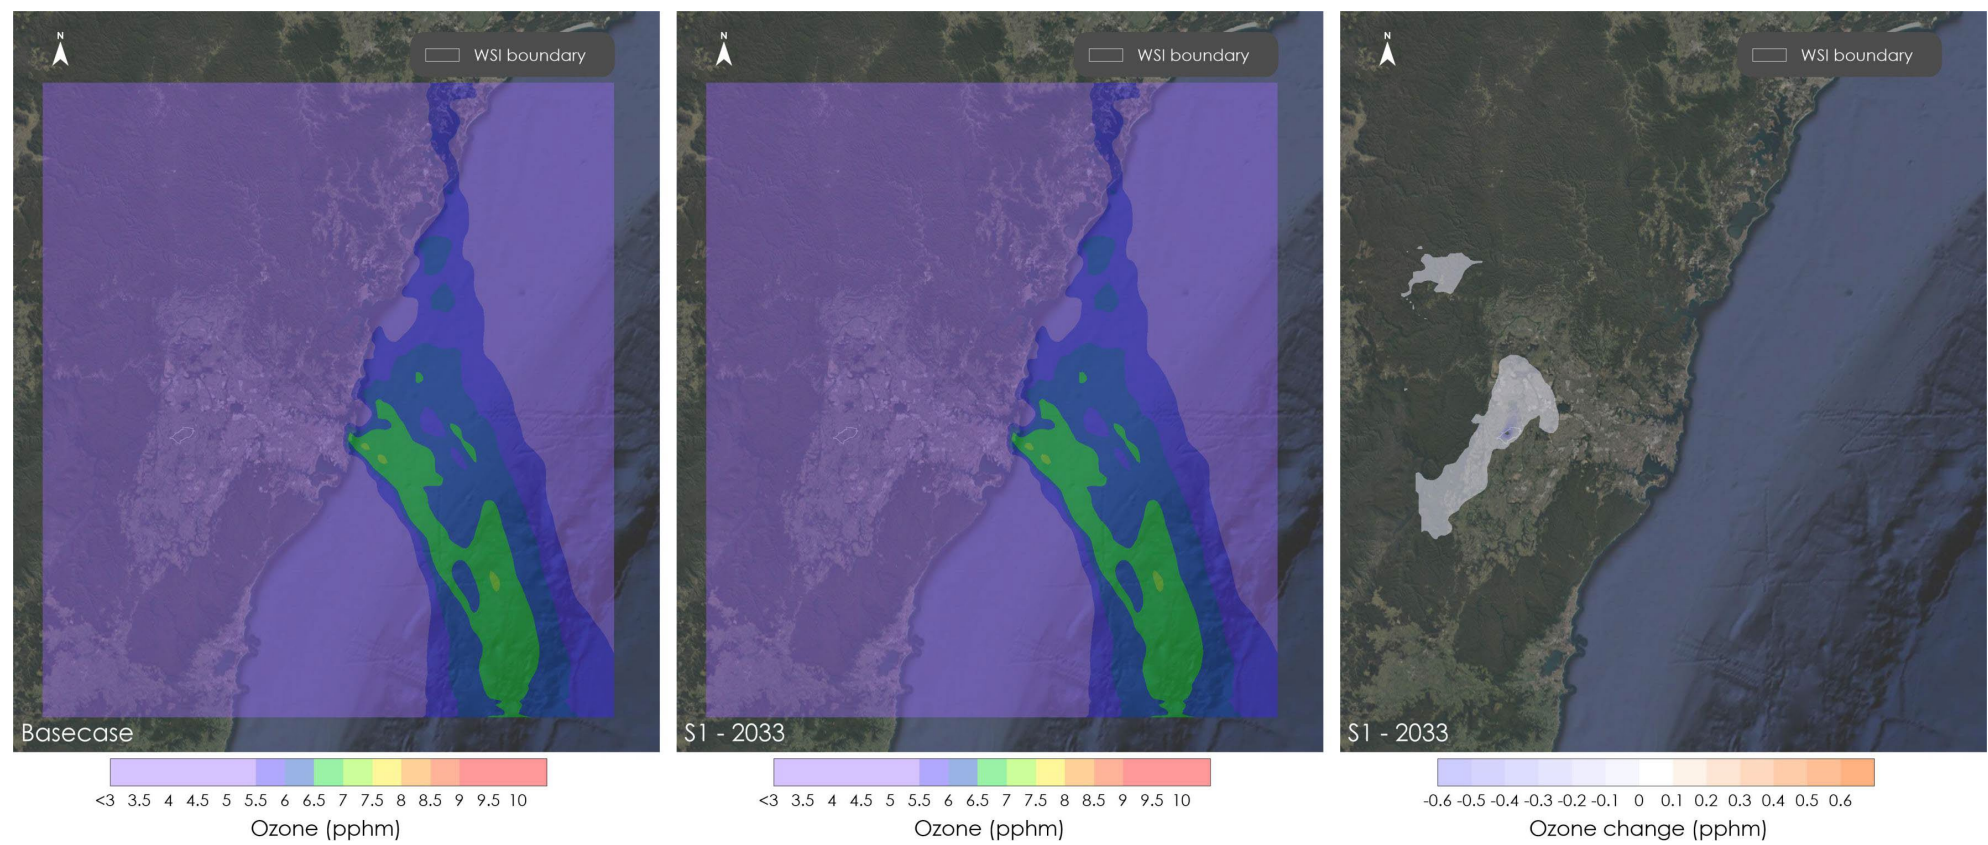 N
WSI boundary
N
WSI boundary
N
WSI boundary
Basecase
S1 - 2033
S1 - 2033
<3 3.5 4 4.5 5 5.5 6 6.5 7 7.5 8 8.5 9 9.5 10
<3 3.5 4 4.5 5 5.5 6 6.5 7 7.5 8 8.5 9 9.5 10
-0.6 -0.5 -0.4 -0.3 -0.2 -0.1 0 0.1 0.2 0.3 0.4 0.5 0.6
Ozone (pphm)
Ozone (pphm)
Ozone change (pphm)